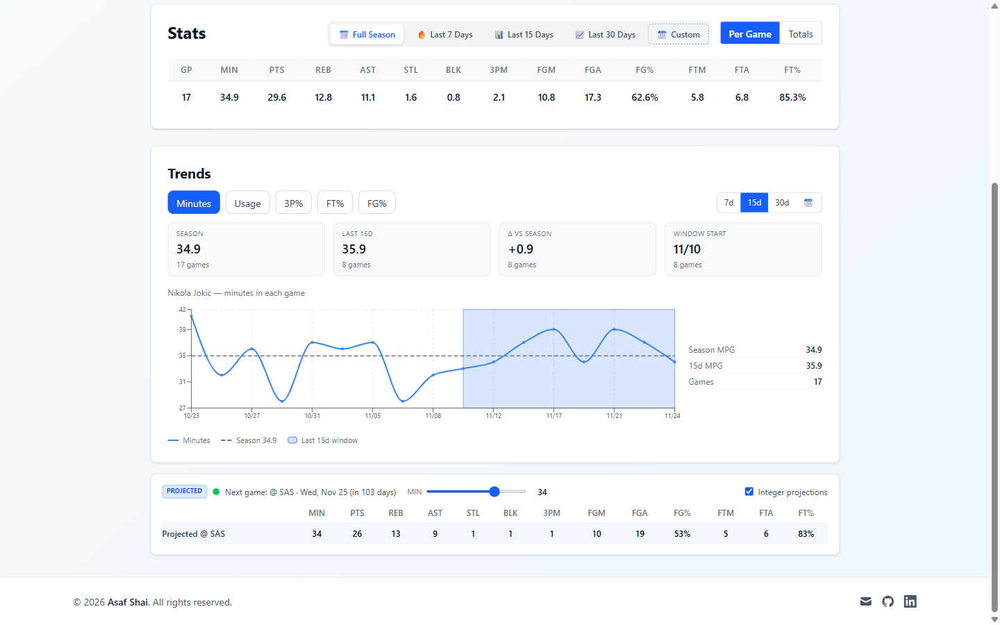 Stats
Full Season Last 7 Days Last 15 Days Last 30 Days Custom Per Game Totals
GP MIN PTS REB AST STL BLK 3PM FGM FGA FG% FTM FTA FT%
17 34.9 29.6 12.8 11.1 1.6 0.8 2.1 10.8 17.3 62.6% 5.8 6.8 85.3%
Trends
Minutes Usage 3P% FT% FG% 7d 15d 30d
SEASON LAST 15D Δ VS SEASON WINDOW START
34.9 35.9 +0.9 11/10
17 games 8 games 8 games 8 games
Nikola Jokic — minutes in each game
42
39
35
31
27
10/23 10/27 10/31 11/05 11/08 11/12 11/17 11/21 11/24
Season MPG 34.9
15d MPG 35.9
Games 17
Minutes Season 34.9 Last 15d window
PROJECTED Next game: @ SAS · Wed, Nov 25 (in 103 days) MIN 34 Integer projections
MIN PTS REB AST STL BLK 3PM FGM FGA FG% FTM FTA FT%
Projected @ SAS 34 26 13 9 1 1 1 10 19 53% 5 6 83%
© 2026 Asaf Shai. All rights reserved.